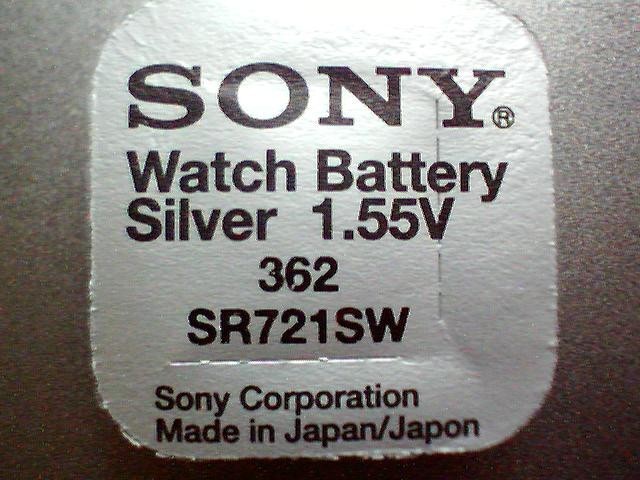 SONY®
Watch Battery
Silver 1.55V
362
SR721SW
Sony Corporation
Made in Japan/Japon